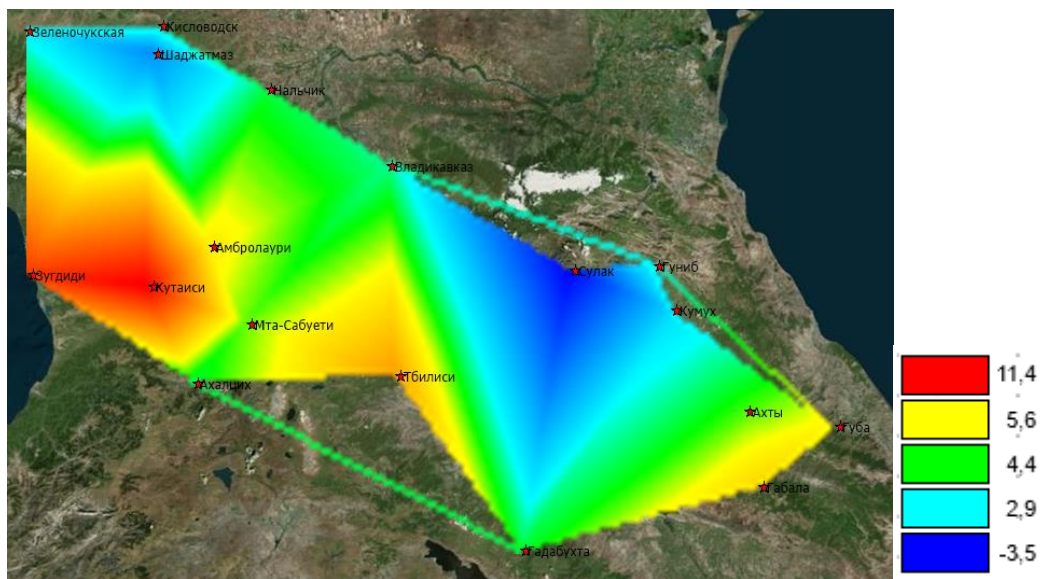 Зеленочукская
Кисловодск
Шаджатмаз
Нальчик
Владикавказ
Амбролаури
Зугдиди
Кутаиси
Сулак
Гуниб
Кумух
Мта-Сабуети
Ахалцих
Тбилиси
Ахты
Губа
Габала
Гадабухта
11,4
5,6
4,4
2,9
-3,5